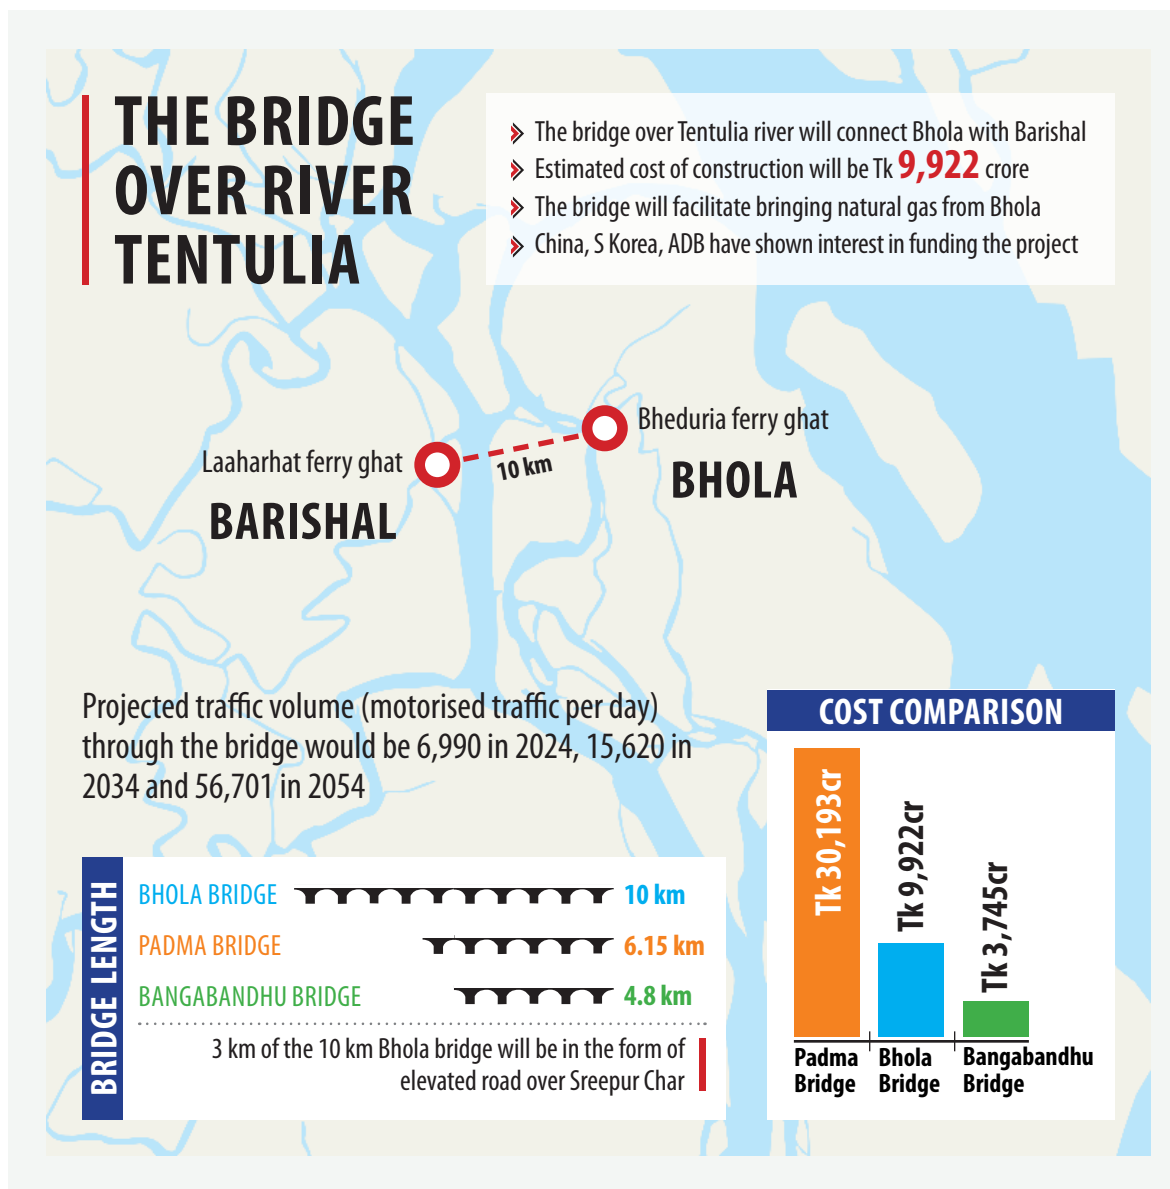 THE BRIDGE
OVER RIVER
TENTULIA
The bridge over Tentulia river will connect Bhola with Barishal
Estimated cost of construction will be Tk 9,922 crore
The bridge will facilitate bringing natural gas from Bhola
China, S Korea, ADB have shown interest in funding the project
Bheduria ferry ghat
BHOLA
Laaharhat ferry ghat
BARISHAL
10 km
Projected traffic volume (motorised traffic per day)
through the bridge would be 6,990 in 2024, 15,620 in
2034 and 56,701 in 2054
BRIDGE LENGTH
BHOLA BRIDGE 10 km
PADMA BRIDGE 6.15 km
BANGABANDHU BRIDGE 4.8 km
3 km of the 10 km Bhola bridge will be in the form of
elevated road over Sreepur Char
COST COMPARISON
Tk 30,193cr
Tk 9,922cr
Tk 3,745cr
Padma
Bridge
Bhola
Bridge
Bangabandhu
Bridge